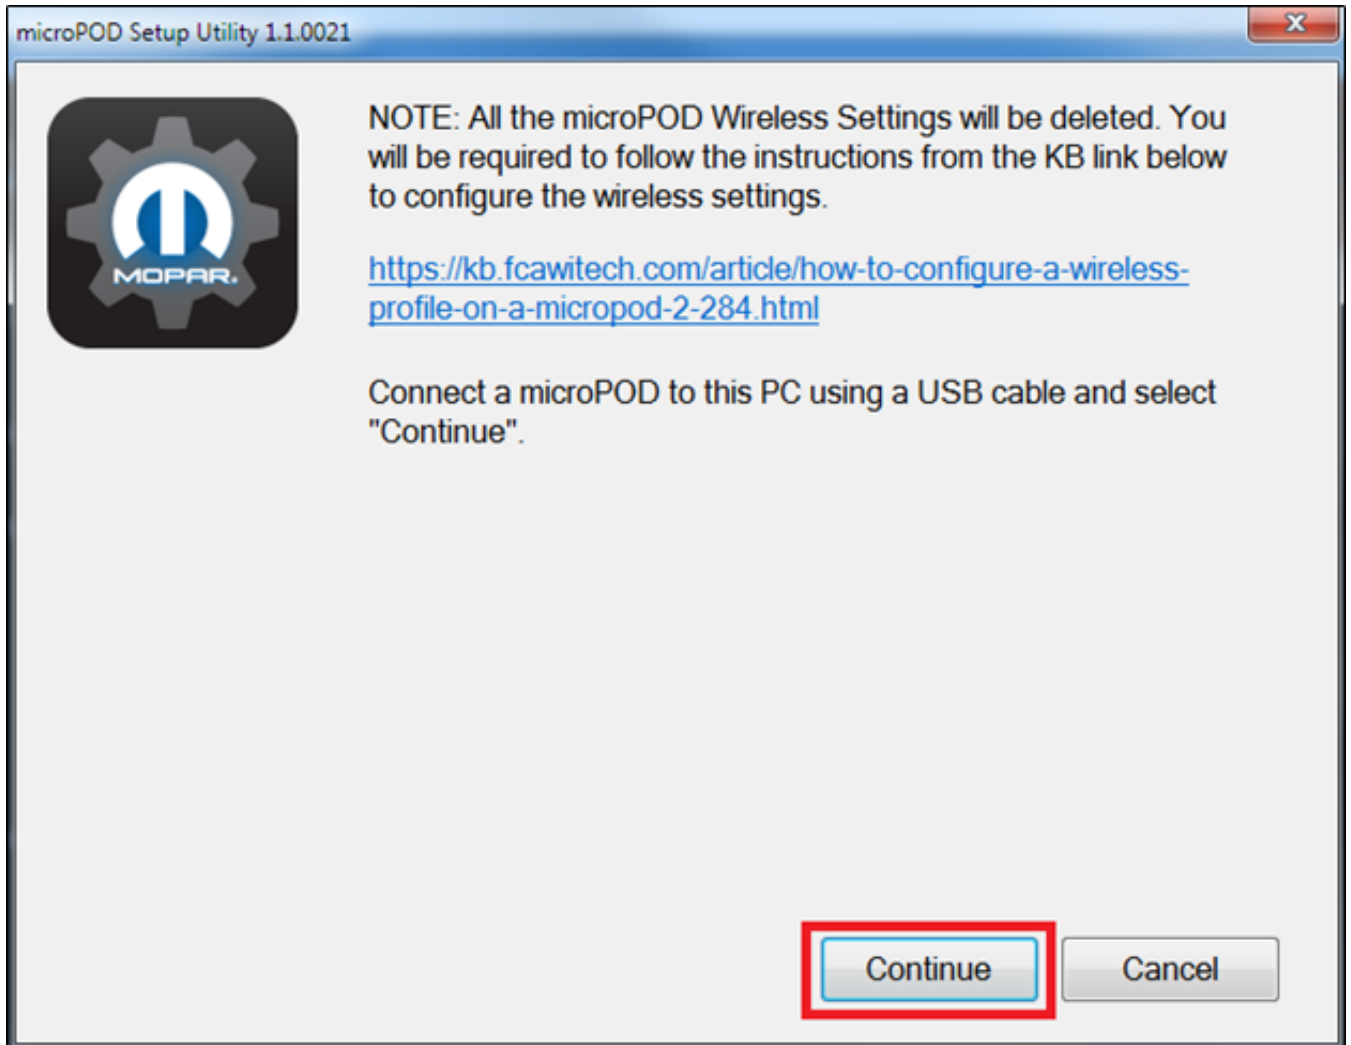 microPOD Setup Utility 1.1.0021
x
NOTE: All the microPOD Wireless Settings will be deleted. You
will be required to follow the instructions from the KB link below
to configure the wireless settings.
https://kb.fcawitech.com/article/how-to-configure-a-wireless-
profile-on-a-micropod-2-284.html
MOPAR.
Connect a microPOD to this PC using a USB cable and select
"Continue".
Continue
Cancel